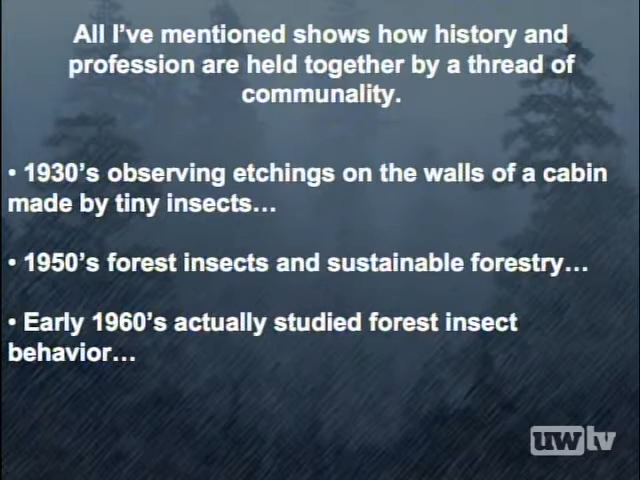 All I've mentioned shows how history and
profession are held together by a thread of
communality.
• 1930's observing etchings on the walls of a cabin
made by tiny insects…
• 1950's forest insects and sustainable forestry…
• Early 1960's actually studied forest insect
behavior…
uwtv